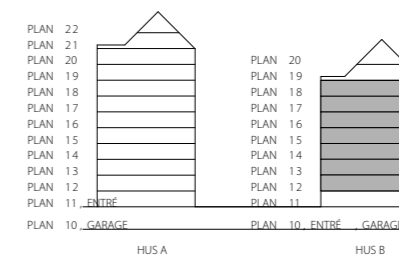 PLAN 22
PLAN 21
PLAN 20
PLAN 19
PLAN 18
PLAN 17
PLAN 16
PLAN 15
PLAN 14
PLAN 13
PLAN 12
PLAN 11, ENTRÉ
PLAN 10, GARAGE
HUS A
PLAN 20
PLAN 19
PLAN 18
PLAN 17
PLAN 16
PLAN 15
PLAN 14
PLAN 13
PLAN 12
PLAN 11
PLAN 10, ENTRÉ , GARAGE
HUS B